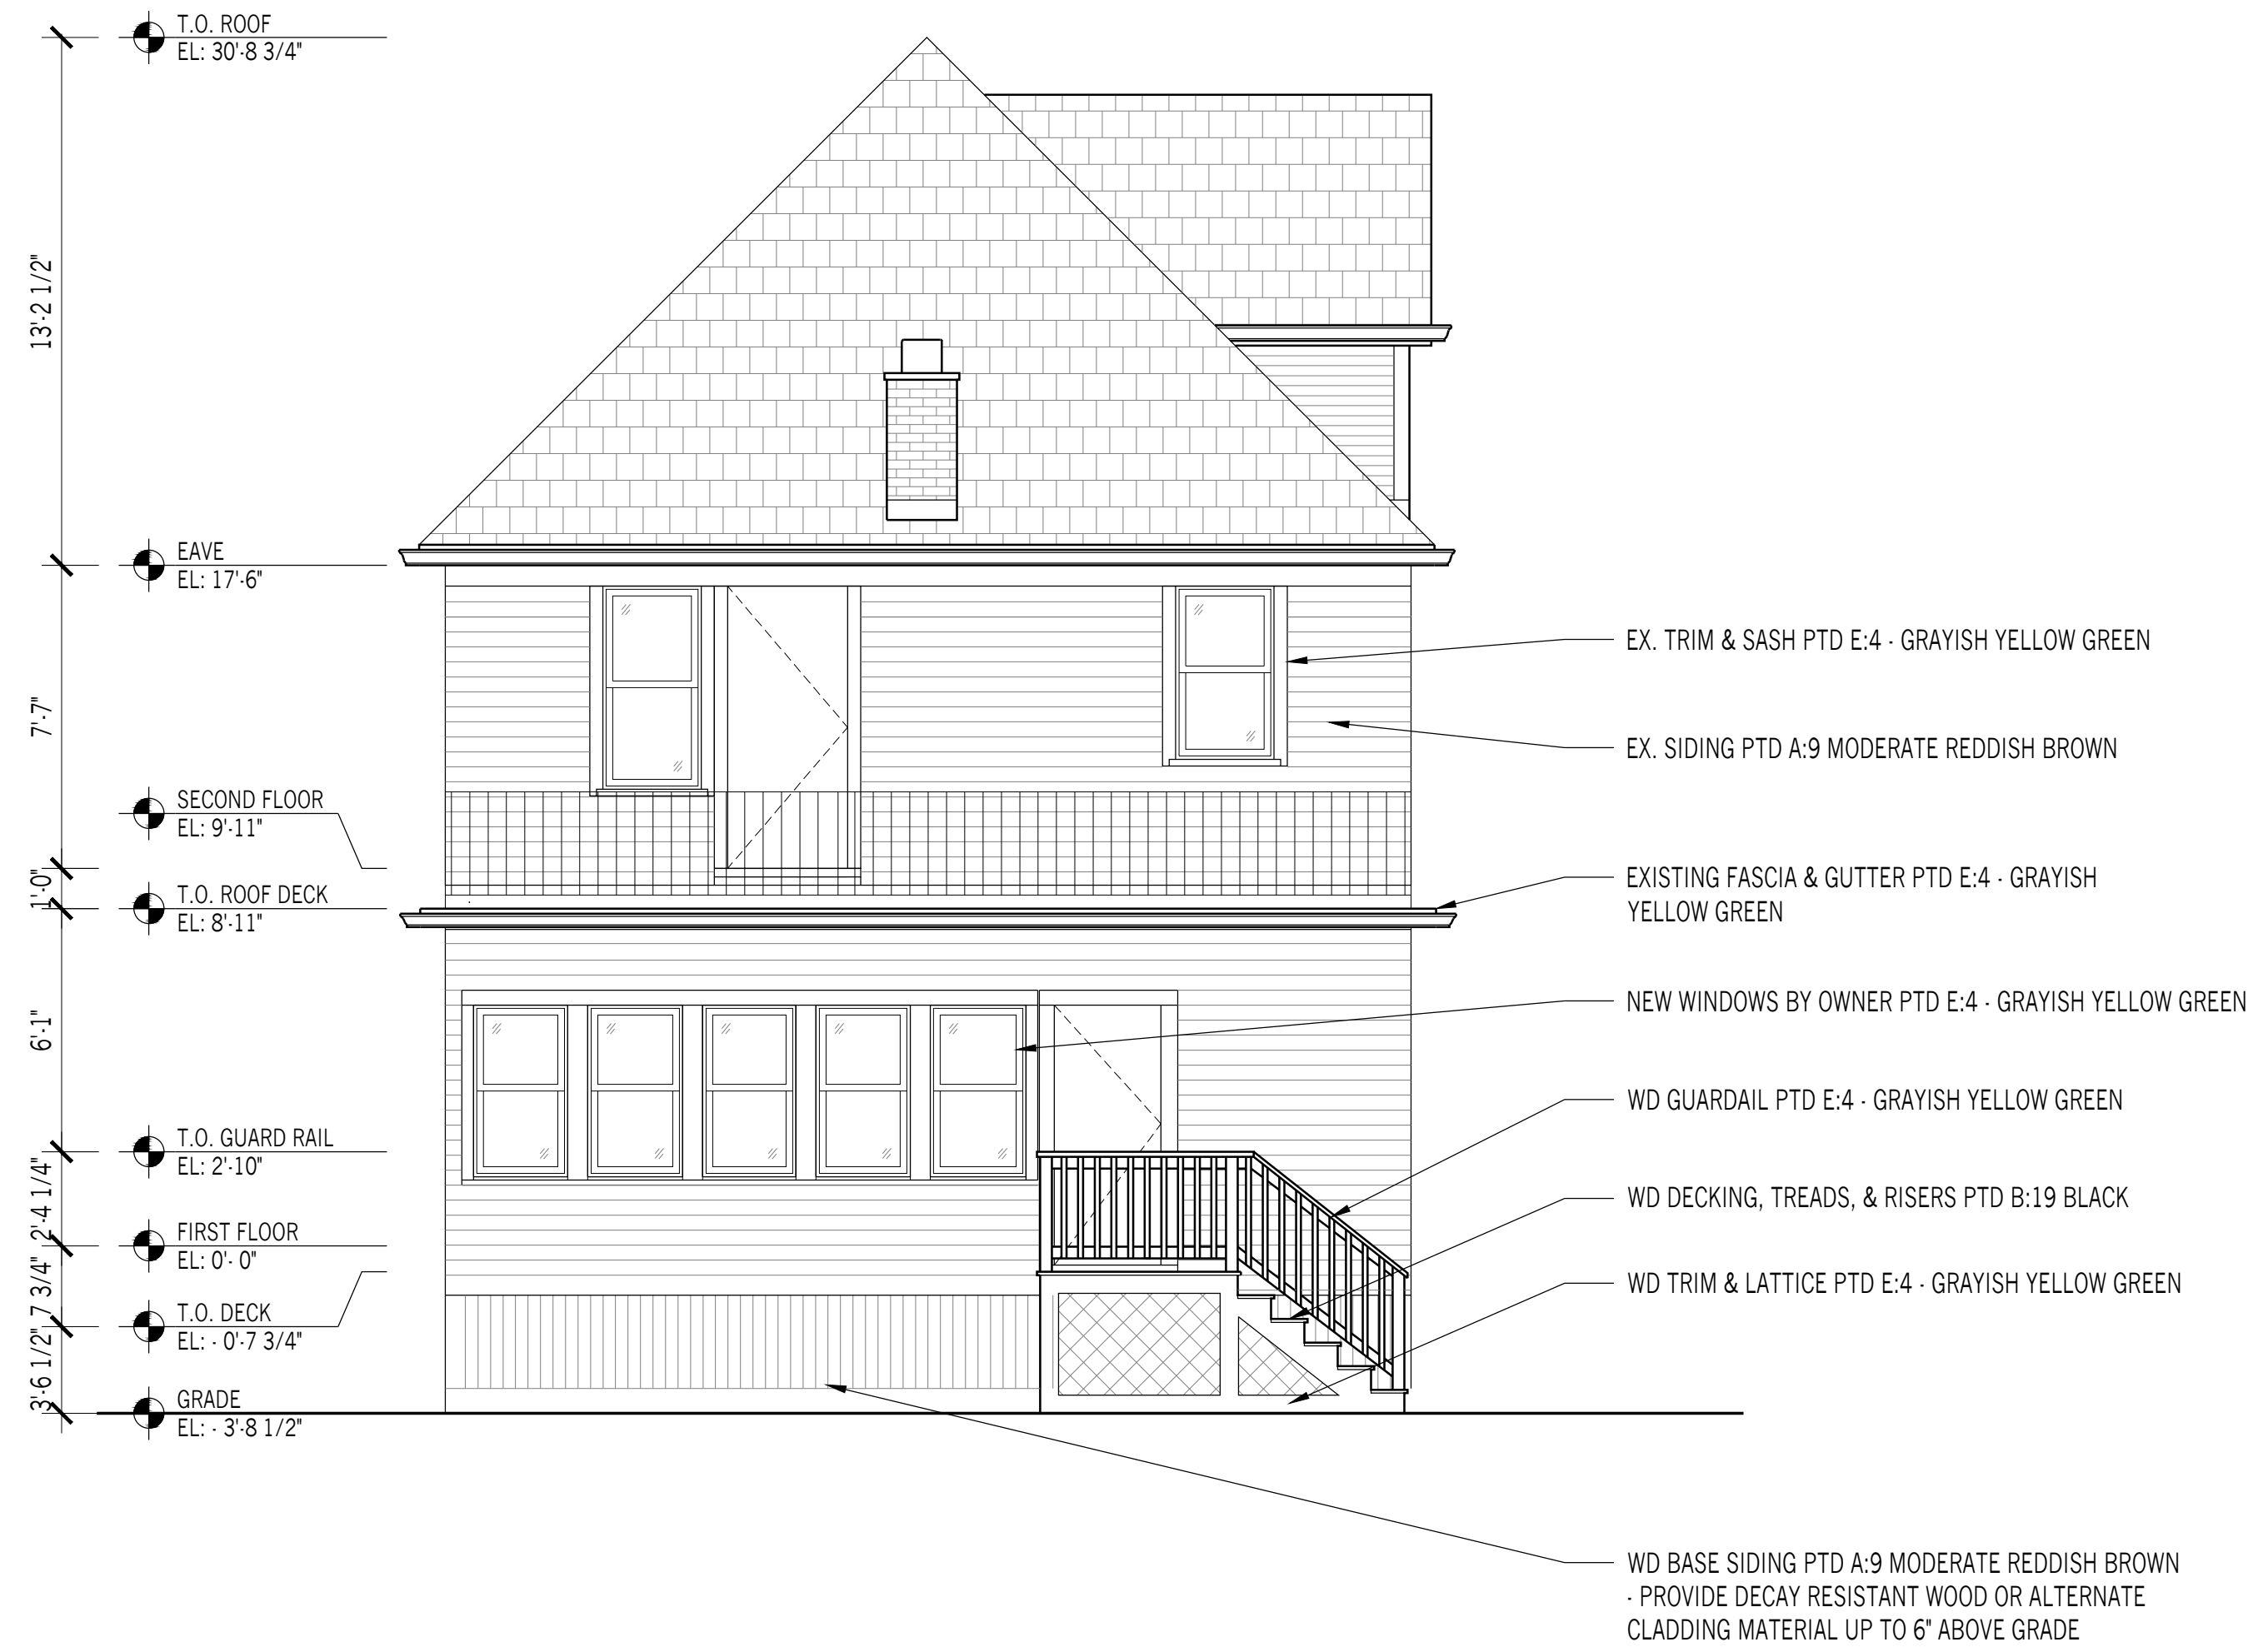 T.O. ROOF
EL: 30'-8 3/4"
13'-2 1/2"
EAVE
EL: 17'-6"
7'-7"
SECOND FLOOR
EL: 9'-11"
1'-0"
T.O. ROOF DECK
EL: 8'-11"
6'-1"
T.O. GUARD RAIL
EL: 2'-10"
2'-4 1/4"
FIRST FLOOR
EL: 0'- 0"
7 3/4"
T.O. DECK
EL: - 0'-7 3/4"
3'-6 1/2"
GRADE
EL: - 3'-8 1/2"
EX. TRIM & SASH PTD E:4 - GRAYISH YELLOW GREEN
EX. SIDING PTD A:9 MODERATE REDDISH BROWN
EXISTING FASCIA & GUTTER PTD E:4 - GRAYISH
YELLOW GREEN
NEW WINDOWS BY OWNER PTD E:4 - GRAYISH YELLOW GREEN
WD GUARDAIL PTD E:4 - GRAYISH YELLOW GREEN
WD DECKING, TREADS, & RISERS PTD B:19 BLACK
WD TRIM & LATTICE PTD E:4 - GRAYISH YELLOW GREEN
WD BASE SIDING PTD A:9 MODERATE REDDISH BROWN
- PROVIDE DECAY RESISTANT WOOD OR ALTERNATE
CLADDING MATERIAL UP TO 6" ABOVE GRADE